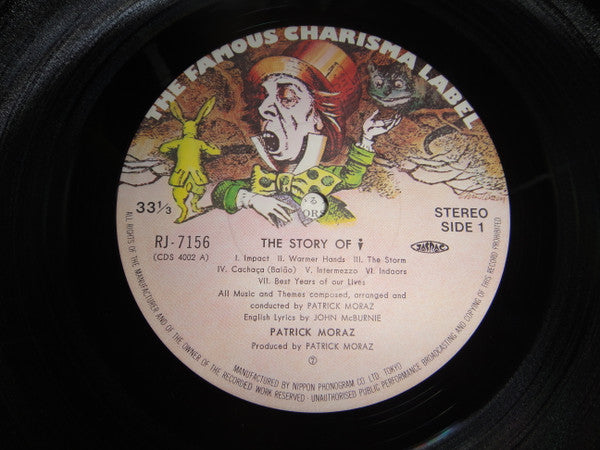 THE FAMOUS CHARISMA LABEL
33⅓
STEREO
SIDE 1
RJ-7156
(CDS 4002 A)
THE STORY OF i
I. Impact II. Warmer Hands III. The Storm
IV. Cachaça (Baião) V. Intermezzo VI. Indoors
VII. Best Years of our Lives
All Music and Themes composed, arranged and
conducted by PATRICK MORAZ
English Lyrics by JOHN McBURNIE
PATRICK MORAZ
Produced by PATRICK MORAZ
MANUFACTURED BY NIPPON PHONOGRAM CO. LTD. TOKYO
ALL RIGHTS OF THE MANUFACTURER AND OF THE OWNER OF THE RECORDED WORK RESERVED · UNAUTHORISED PUBLIC PERFORMANCE BROADCASTING AND COPYING OF THIS RECORD PROHIBITED